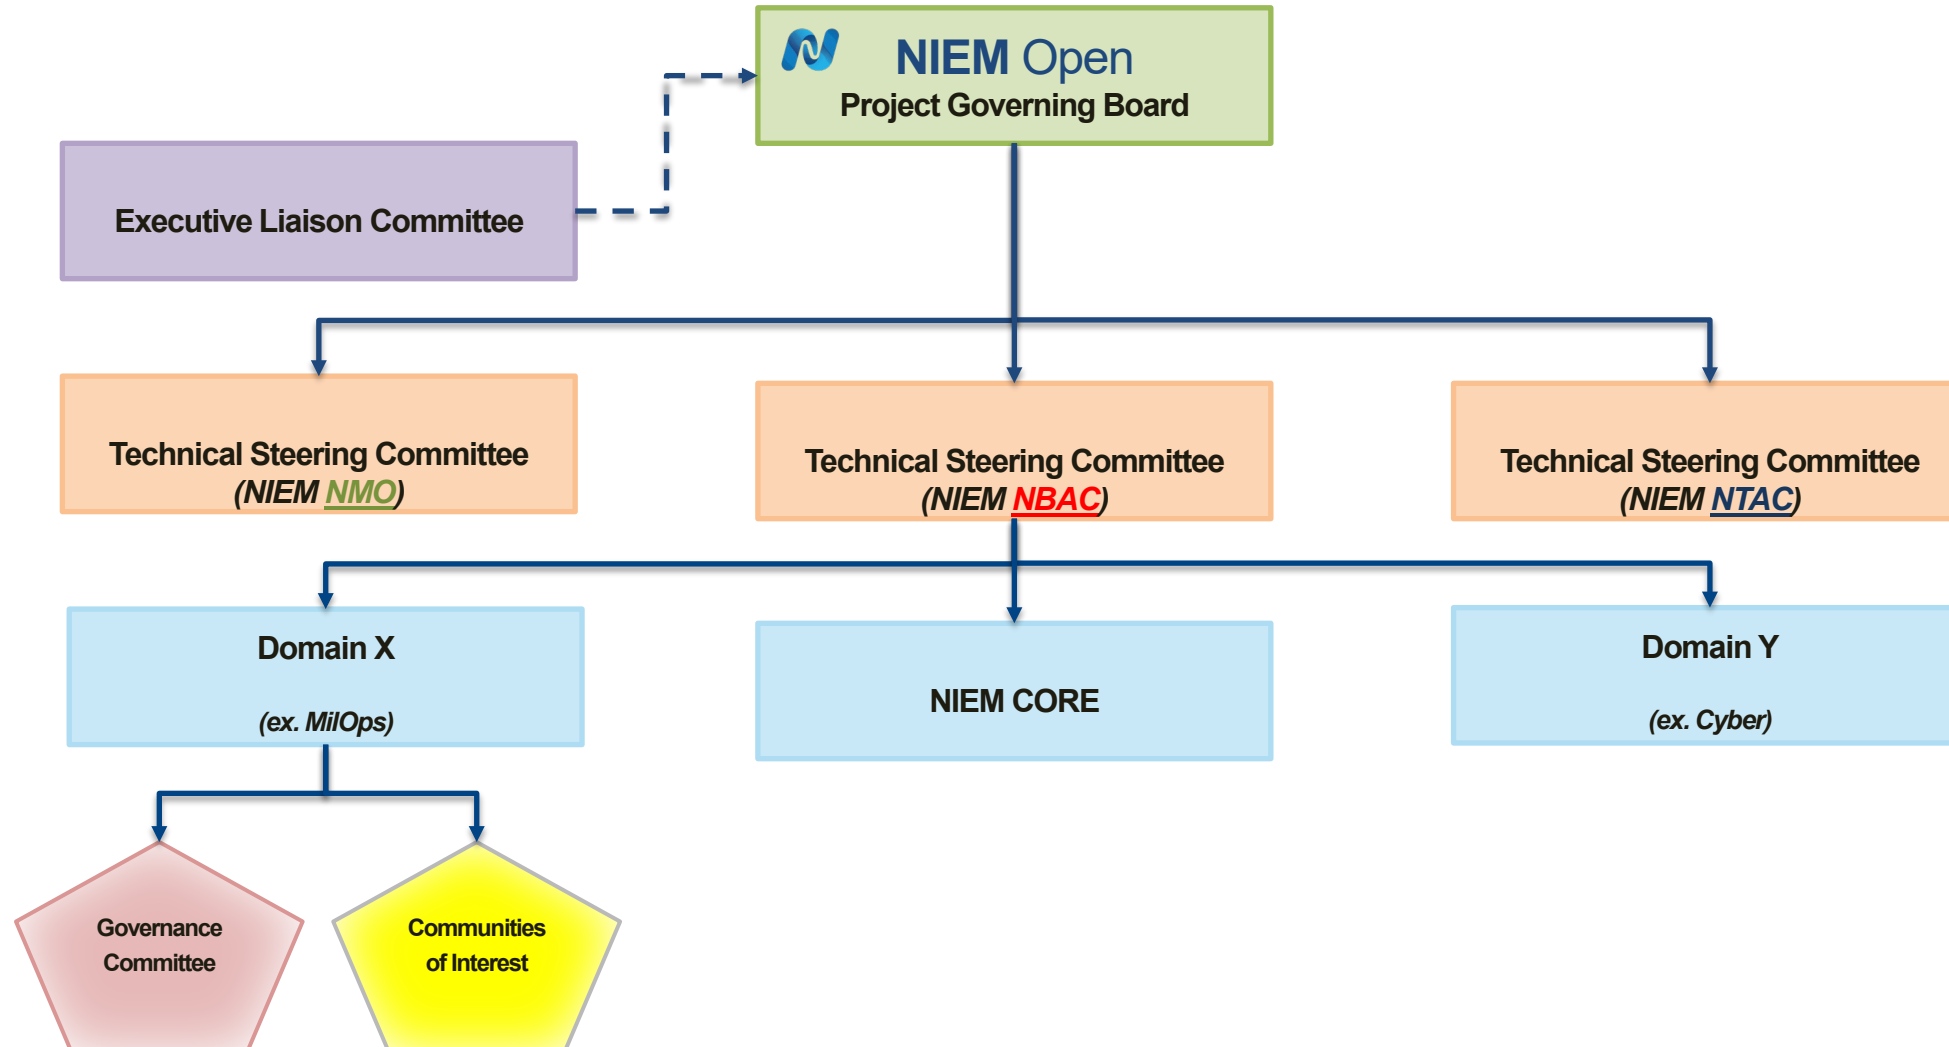 NIEM Open
Project Governing Board
Executive Liaison Committee
Technical Steering Committee
(NIEM NMO)
Technical Steering Committee
(NIEM NBAC)
Technical Steering Committee
(NIEM NTAC)
Domain X
(ex. MilOps)
NIEM CORE
Domain Y
(ex. Cyber)
Governance
Committee
Communities
of Interest